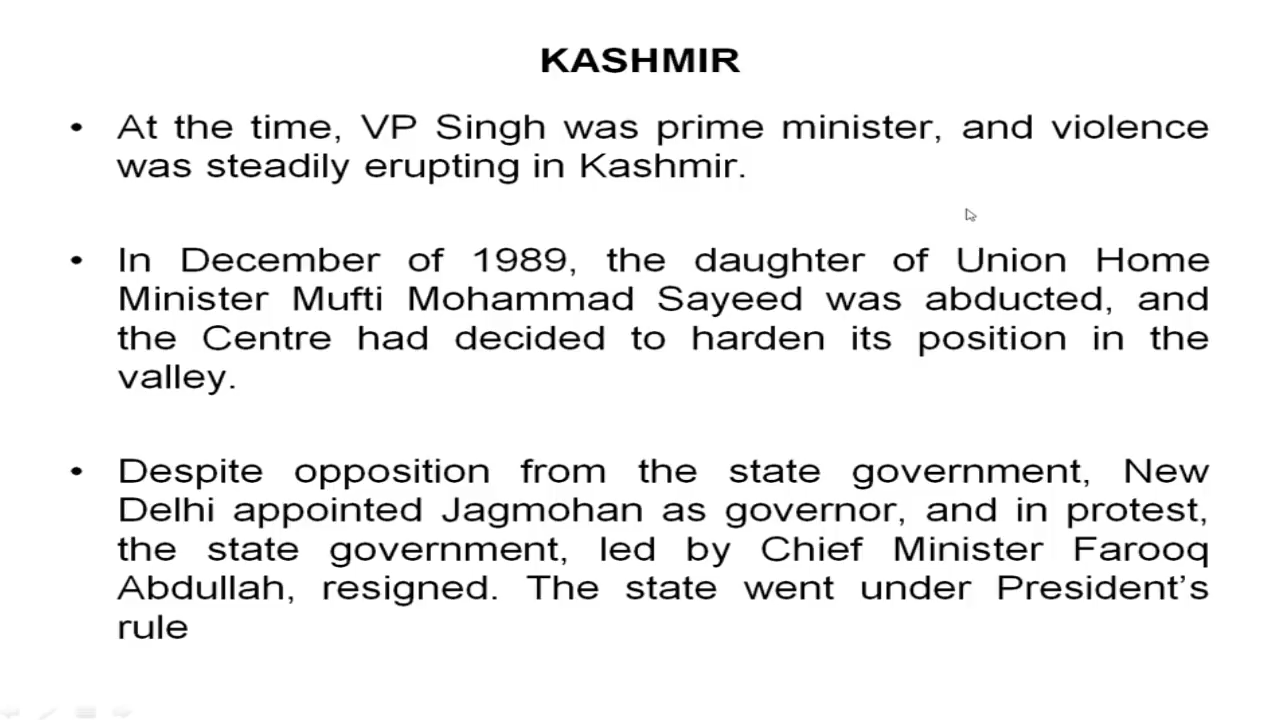 KASHMIR
• At the time, VP Singh was prime minister, and violence
was steadily erupting in Kashmir.
• In December of 1989, the daughter of Union Home
Minister Mufti Mohammad Sayeed was abducted, and
the Centre had decided to harden its position in the
valley.
• Despite opposition from the state government, New
Delhi appointed Jagmohan as governor, and in protest,
the state government, led by Chief Minister Farooq
Abdullah, resigned. The state went under President’s
rule